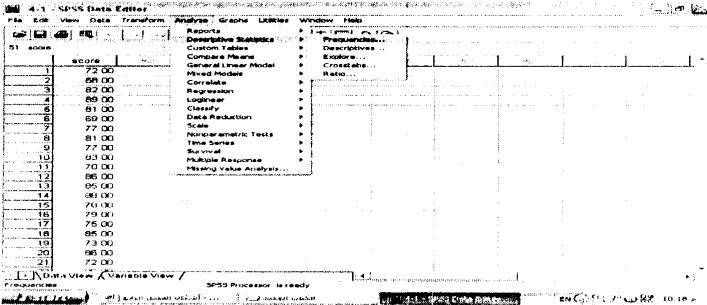 4-1 - SPSS Data Editor
File Edit View Data Transform Analyse Graphs Utilities Window Help
51 score
score
Reports
Descriptive Statistics
Custom Tables
Compare Means
General Linear Model
Mixed Models
Correlate
Regression
Loglinear
Classify
Data Reduction
Scale
Nonparametric Tests
Time Series
Survival
Multiple Response
Missing Value Analysis...
Frequencies...
Descriptives...
Explore...
Crosstabs...
Ratio...
1 72.00
2 68.00
3 82.00
4 89.00
5 81.00
6 69.00
7 77.00
8 81.00
9 77.00
10 83.00
11 70.00
12 86.00
13 85.00
14
15 70.00
16 79.00
17 75.00
18 85.00
19 73.00
20
21 72.00
Data View Variable View
Frequencies
SPSS Processor is ready
EN